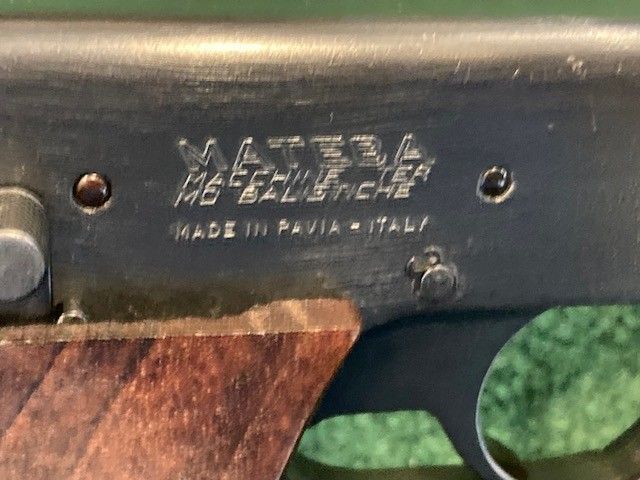 MATEBA
MACCHINE TER
MO BALISTICHE
MADE IN PAVIA - ITALY